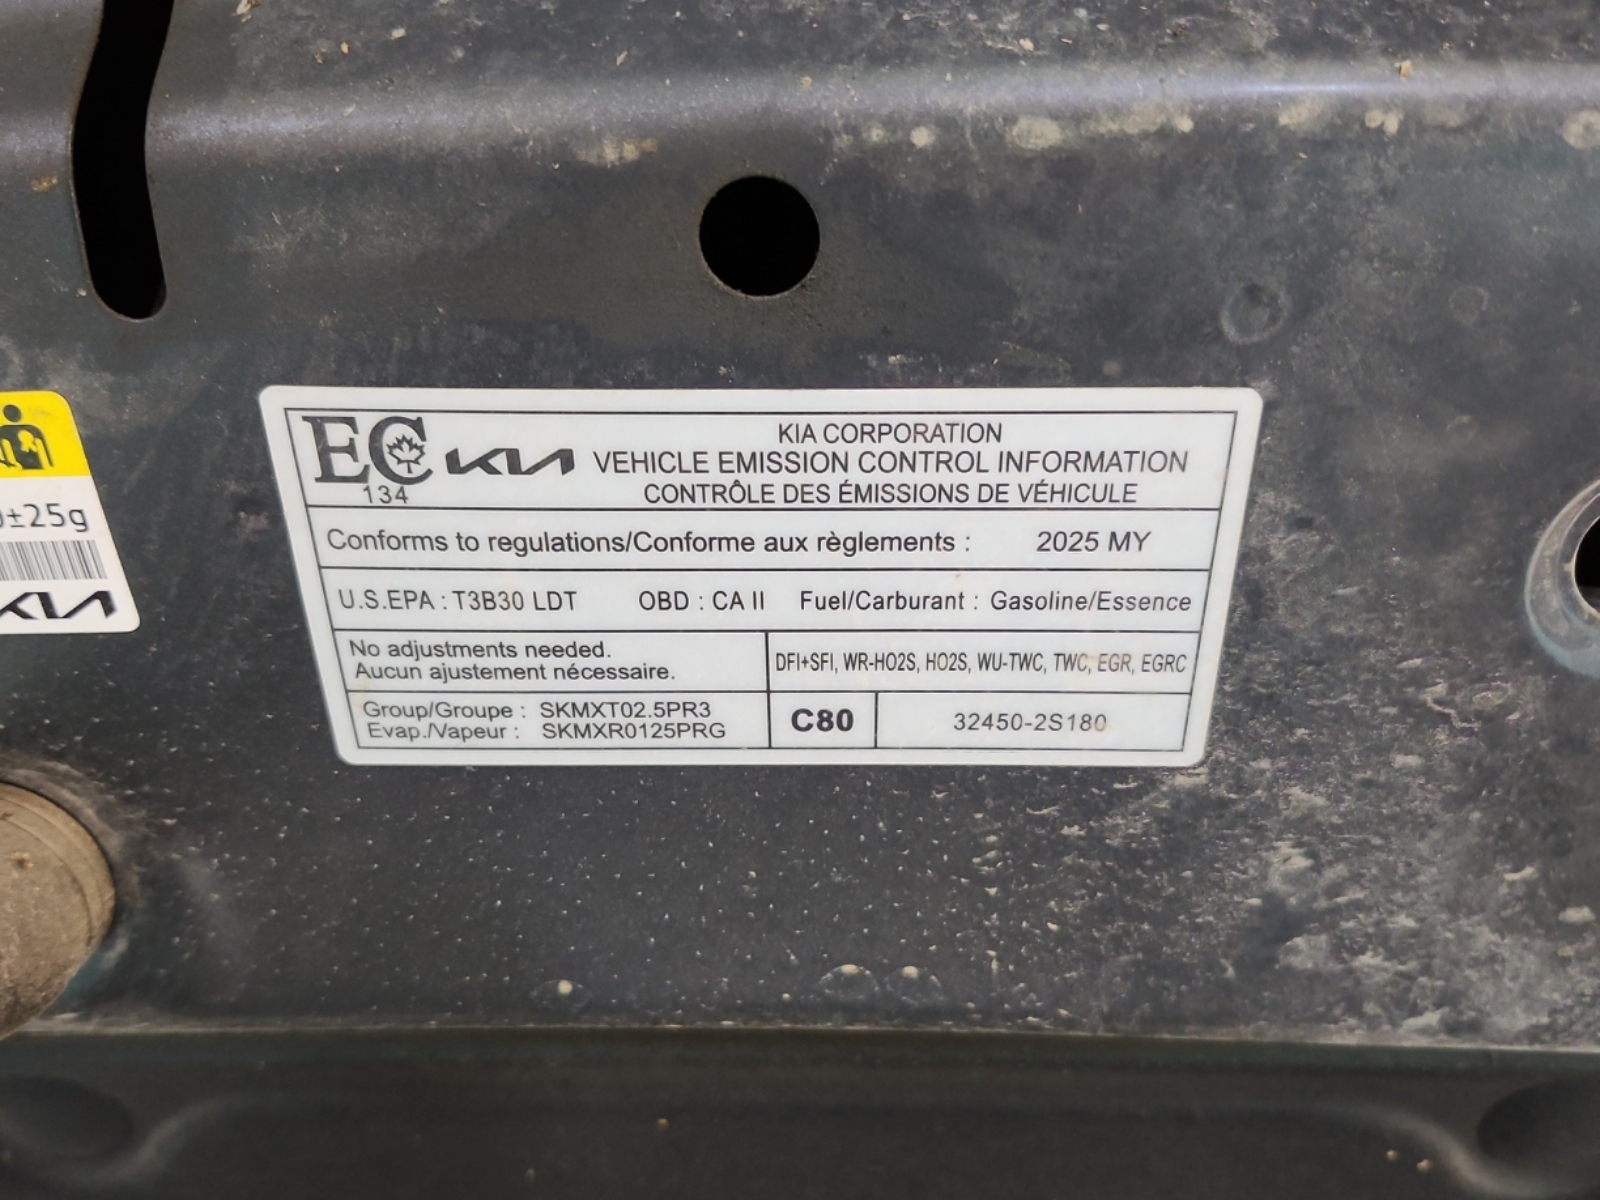 EC KIA
134
KIA CORPORATION
VEHICLE EMISSION CONTROL INFORMATION
CONTRÔLE DES ÉMISSIONS DE VÉHICULE
Conforms to regulations/Conforme aux règlements : 2025 MY
U.S.EPA : T3B30 LDT OBD : CA II Fuel/Carburant : Gasoline/Essence
No adjustments needed.
Aucun ajustement nécessaire.
DFI+SFI, WR-HO2S, HO2S, WU-TWC, TWC, EGR, EGRC
Group/Groupe : SKMXT02.5PR3
Evap./Vapeur : SKMXR0125PRG
C80
32450-2S180
±25g
KIA